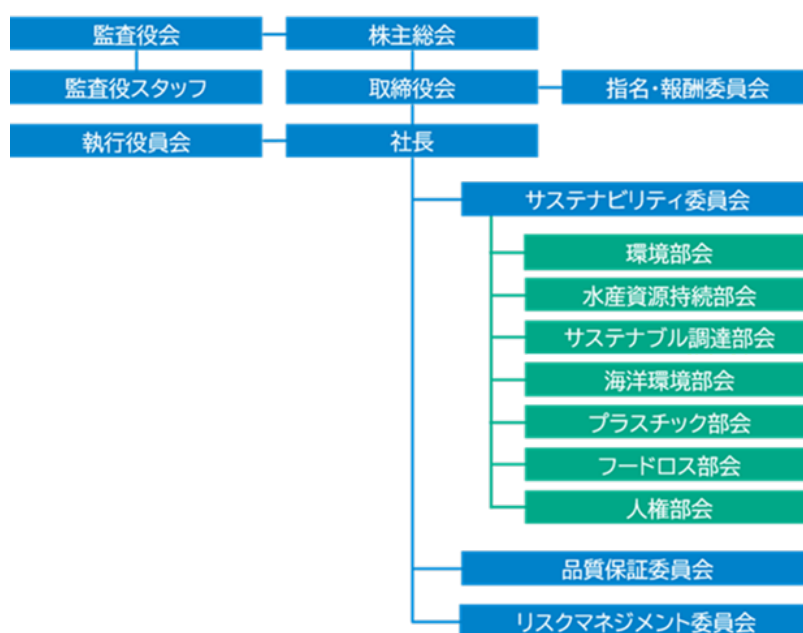 監査役会
株主総会
監査役スタッフ
取締役会
指名・報酬委員会
執行役員会
社長
サステナビリティ委員会
環境部会
水産資源持続部会
サステナブル調達部会
海洋環境部会
プラスチック部会
フードロス部会
人権部会
品質保証委員会
リスクマネジメント委員会